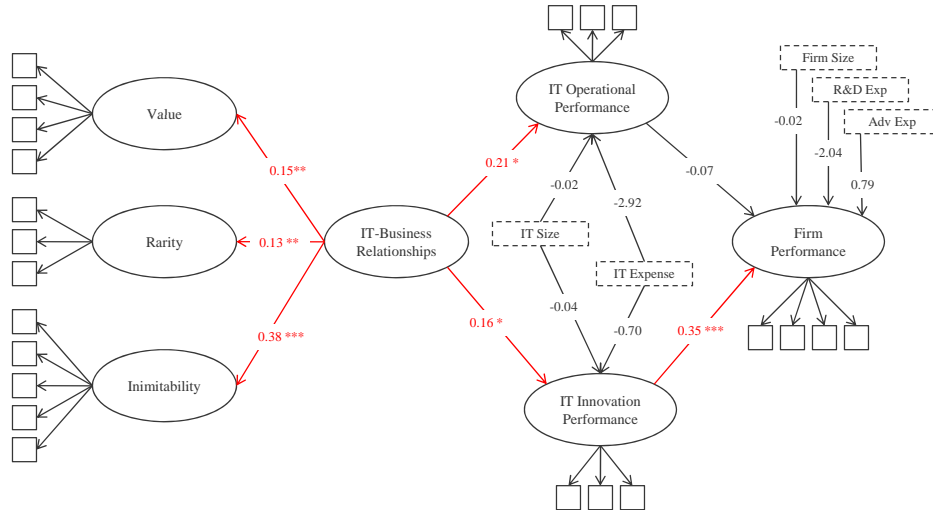 Firm Size
IT Operational
Performance
R&D Exp
Value
Adv Exp
-0.02
0.15**
0.21 *
-0.02
-0.07
-2.04
0.79
-2.92
IT Size
Rarity
0.13 **
IT-Business
Relationships
Firm
Performance
IT Expense
-0.04
0.38 ***
0.16 *
-0.70
0.35 ***
Inimitability
IT Innovation
Performance